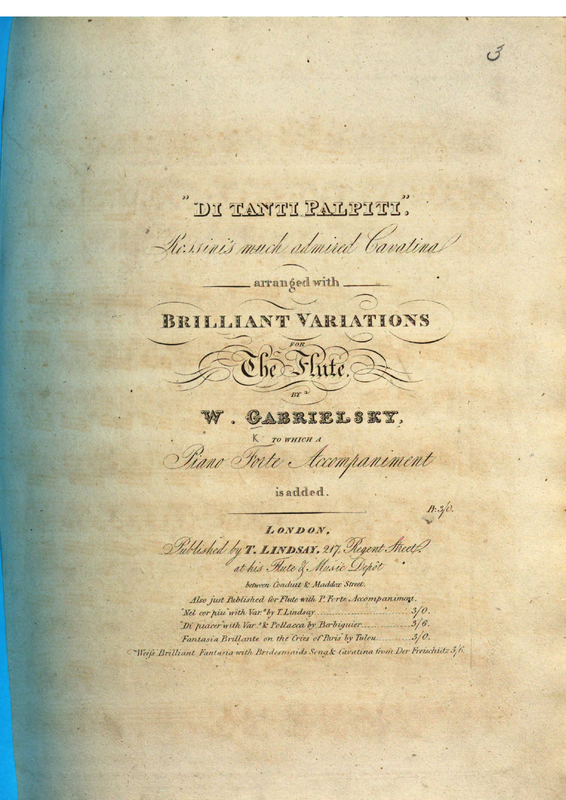 3
"DI TANTI PALPITI",
Rossini's much admired Cavatina
arranged with
BRILLIANT VARIATIONS
FOR
The Flute.
BY
W. GABRIELSKY,
K TO WHICH A
Piano Forte Accompaniment
is added.
Pr. 3/0.
LONDON,
Published by T. LINDSAY, 217, Regent Street,
at his Flute & Music Depôt
between Conduit & Maddox Street.
Also just Published for Flute with P. Forte Accompaniment.
"Nel cor piu" with Var.s by T. Lindsay 3/0.
"Di piacer" with Var.s & Pollacca by Berbiguier 3/6.
Fantasia Brillante on the Cries of Paris by Tulou 3/0.
Weiss' Brilliant Fantasia with Bridesmaids Song & Cavatina from Der Freischütz 3/6.